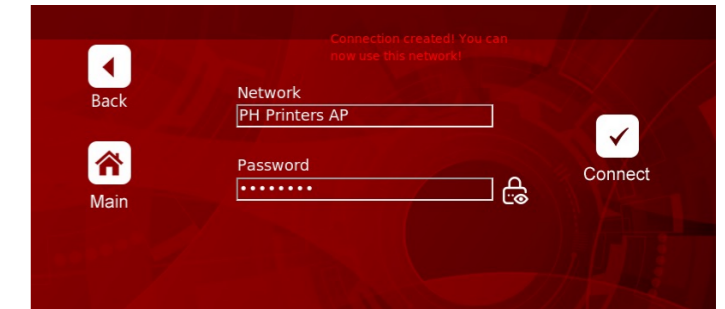 Connection created! You can
now use this network!
Back
Network
PH Printers AP
Connect
Main
Password
••••••••